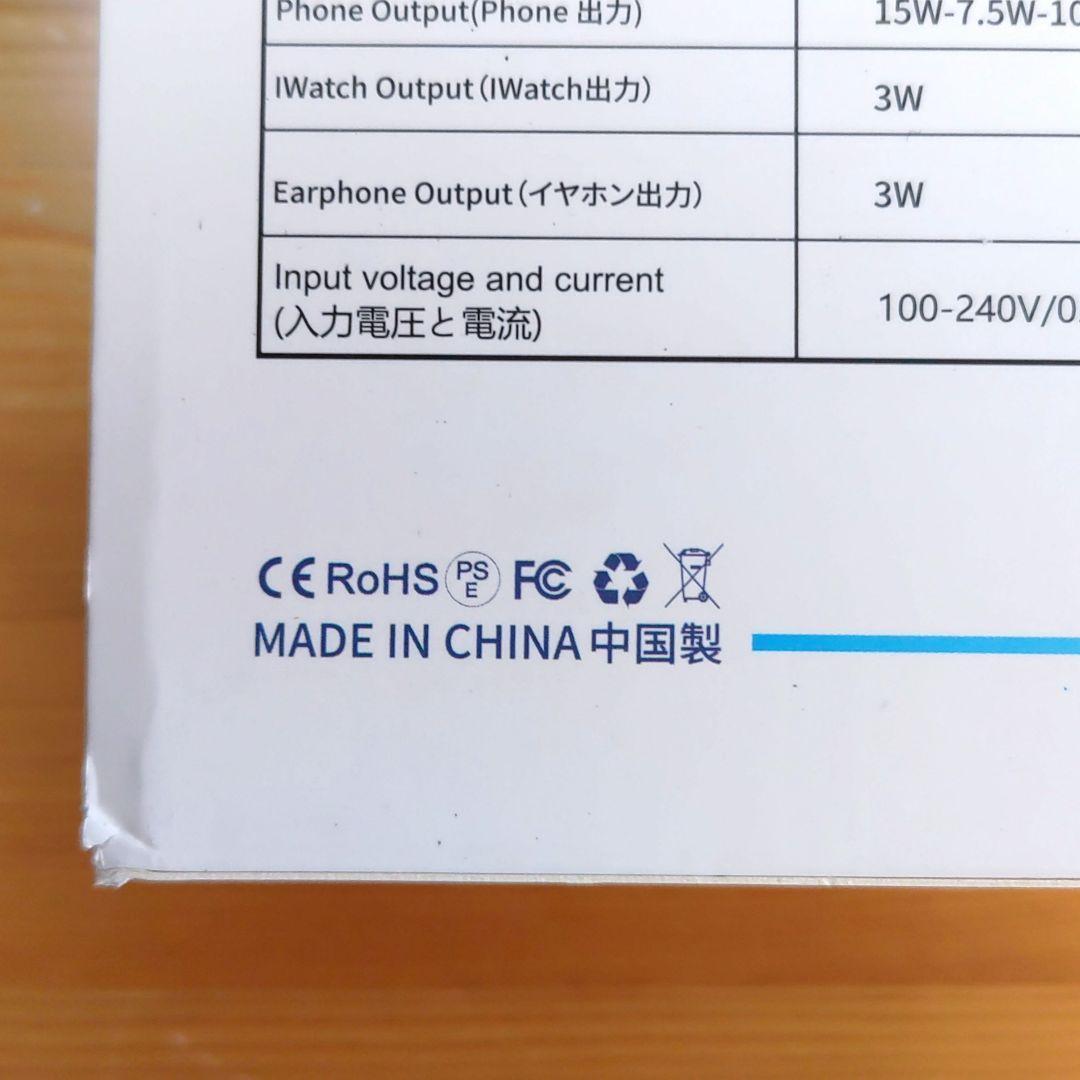 Phone Output(Phone 出力) 15W-7.5W-10
IWatch Output（IWatch出力） 3W
Earphone Output（イヤホン出力） 3W
Input voltage and current
(入力電圧と電流) 100-240V/0
CE RoHS PS E FC
MADE IN CHINA 中国製